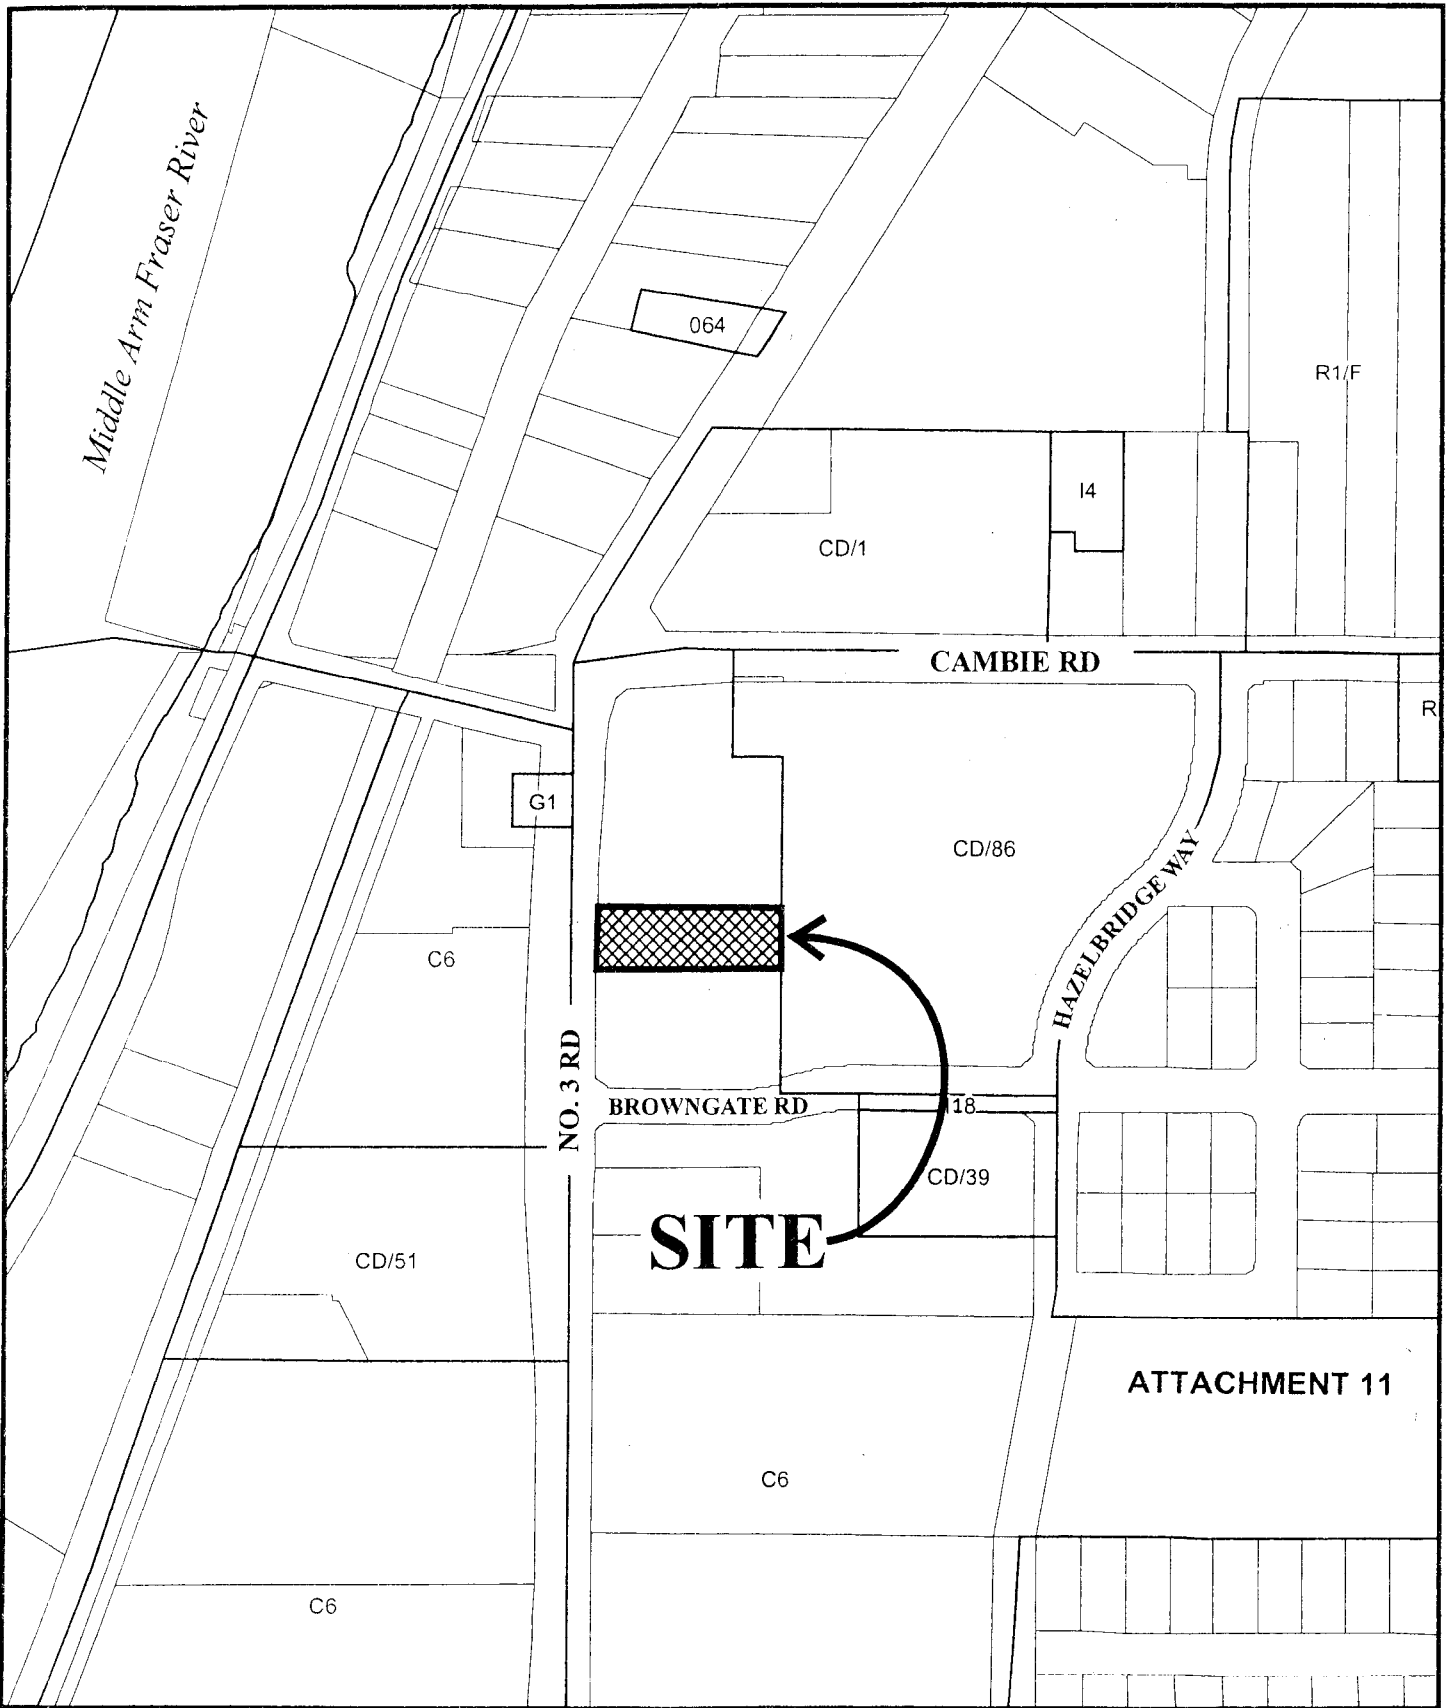 Middle Arm Fraser River
064
R1/F
I4
CD/1
CAMBIE RD
R
G1
CD/86
HAZELBRIDGE WAY
C6
NO. 3 RD
BROWNGATE RD
118
CD/39
SITE
CD/51
ATTACHMENT 11
C6
C6